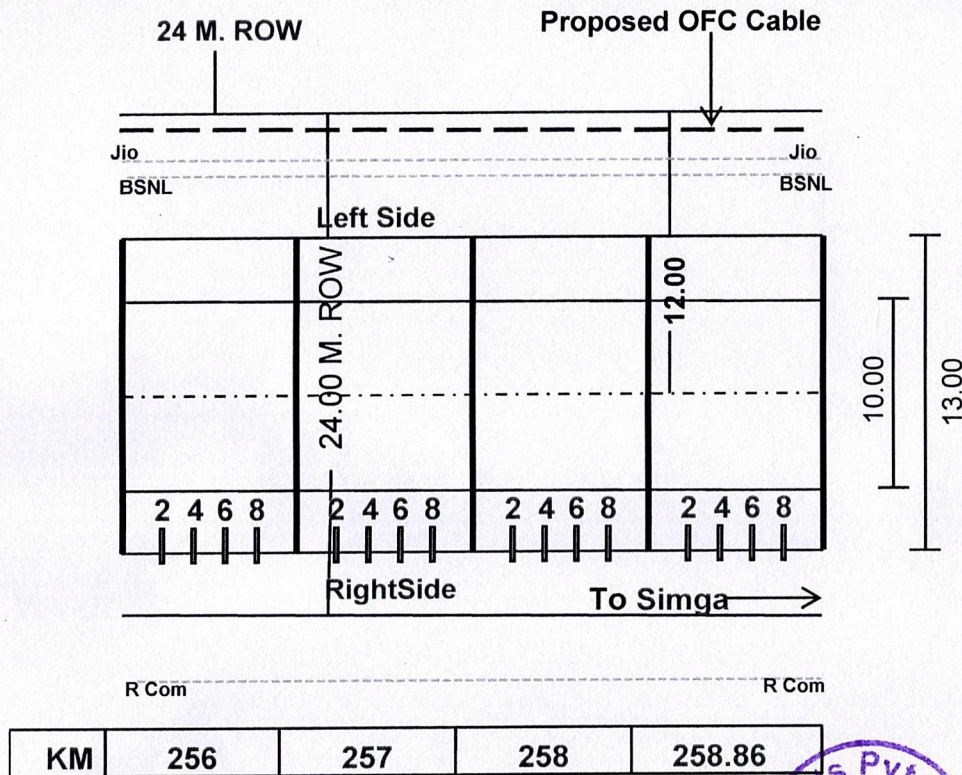 24 M. ROW
Proposed OFC Cable
Jio Jio
BSNL BSNL
Left Side
24.00 M. ROW
12.00
10.00
13.00
2 4 6 8 2 4 6 8 2 4 6 8 2 4 6 8
RightSide
To Simga
R Com R Com
KM 256 257 258 258.86
S PVT